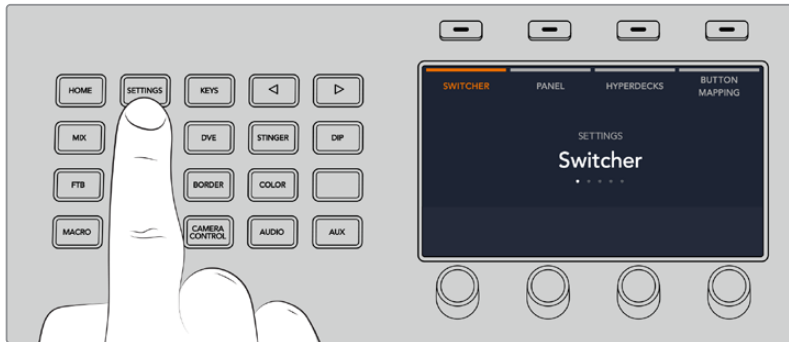 HOME SETTINGS KEYS
MIX DVE STINGER DIP
FTB BORDER COLOR
MACRO CAMERA CONTROL AUDIO AUX
SWITCHER PANEL HYPERDECKS BUTTON MAPPING
SETTINGS
Switcher